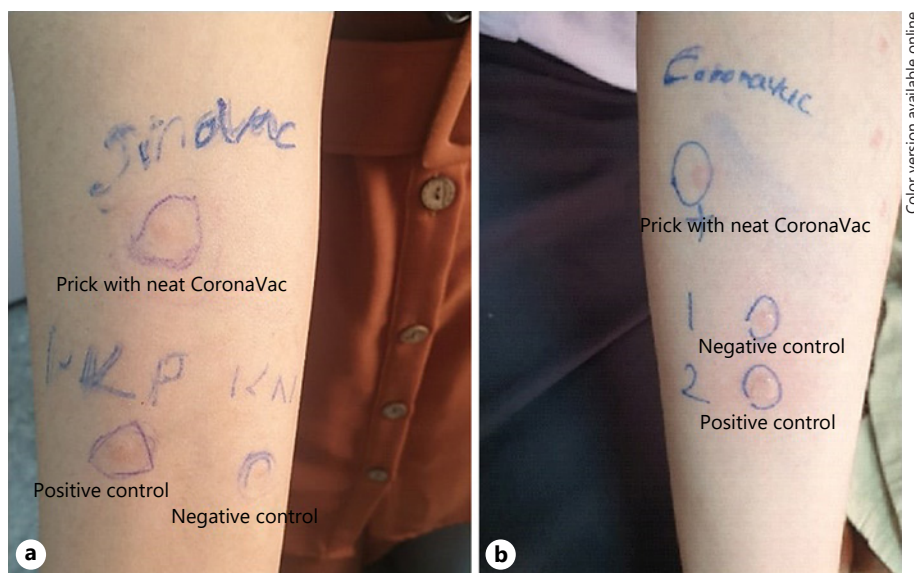 Sinovac
Prick with neat CoronaVac
K.P
KN
Positive control
Negative control
a
Coronavac
Prick with neat CoronaVac
1
Negative control
2
Positive control
b
Color version available online